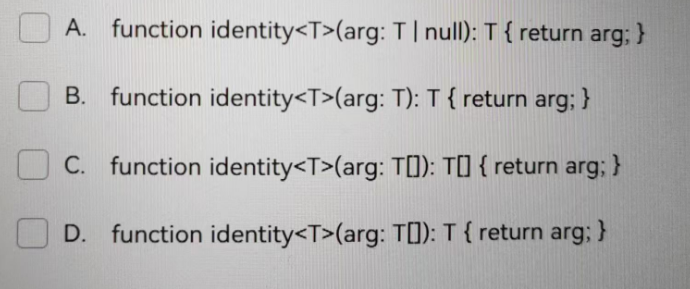 A. function identity<T>(arg: T | null): T { return arg; }
B. function identity<T>(arg: T): T { return arg; }
C. function identity<T>(arg: T[]): T[] { return arg; }
D. function identity<T>(arg: T[]): T { return arg; }